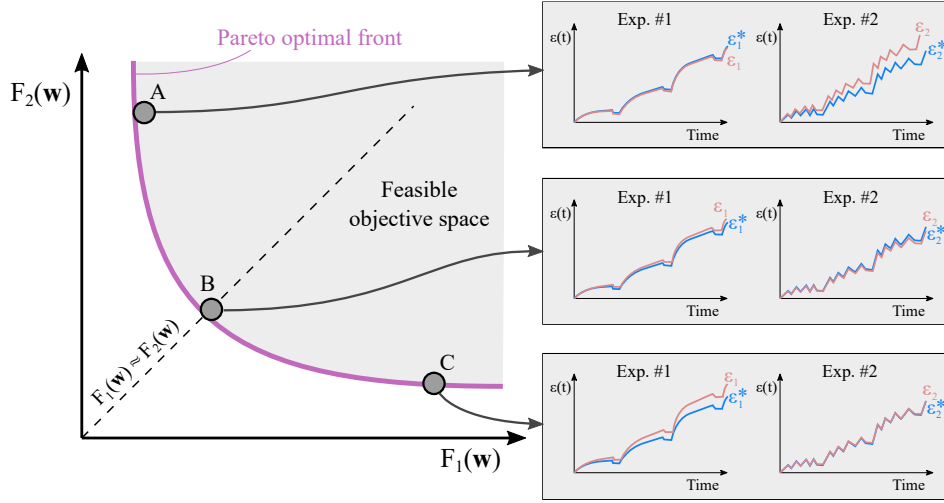 Pareto optimal front
F₂(w)
A
Feasible
objective space
B
F₁(w) ≈ F₂(w)
C
F₁(w)
Exp. #1
ε(t)
ε₁*
ε₁
Time
Exp. #2
ε(t)
ε₂
ε₂*
Time
Exp. #1
ε(t)
ε₁
ε₁*
Time
Exp. #2
ε(t)
ε₂
ε₂*
Time
Exp. #1
ε(t)
ε₁
ε₁*
Time
Exp. #2
ε(t)
ε₂
ε₂*
Time